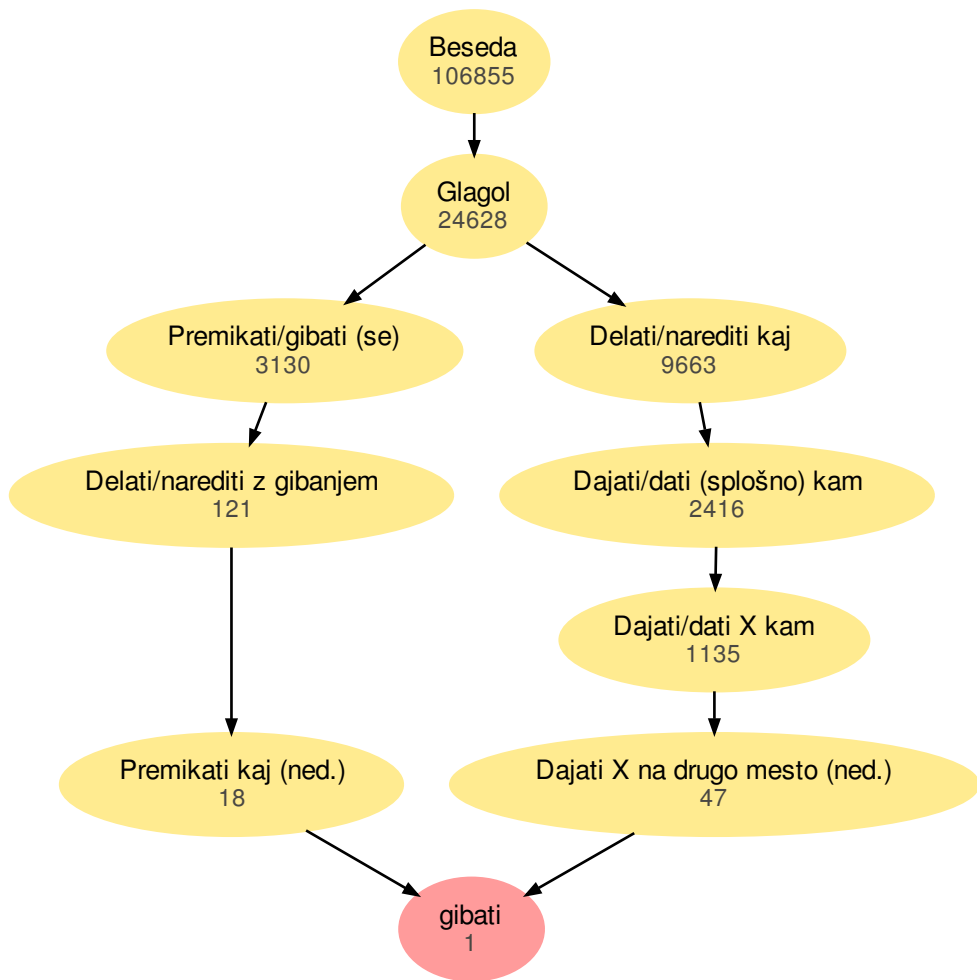 Beseda
106855
Glagol
24628
Premikati/gibati (se)
3130
Delati/narediti kaj
9663
Delati/narediti z gibanjem
121
Dajati/dati (splošno) kam
2416
Dajati/dati X kam
1135
Premikati kaj (ned.)
18
Dajati X na drugo mesto (ned.)
47
gibati
1